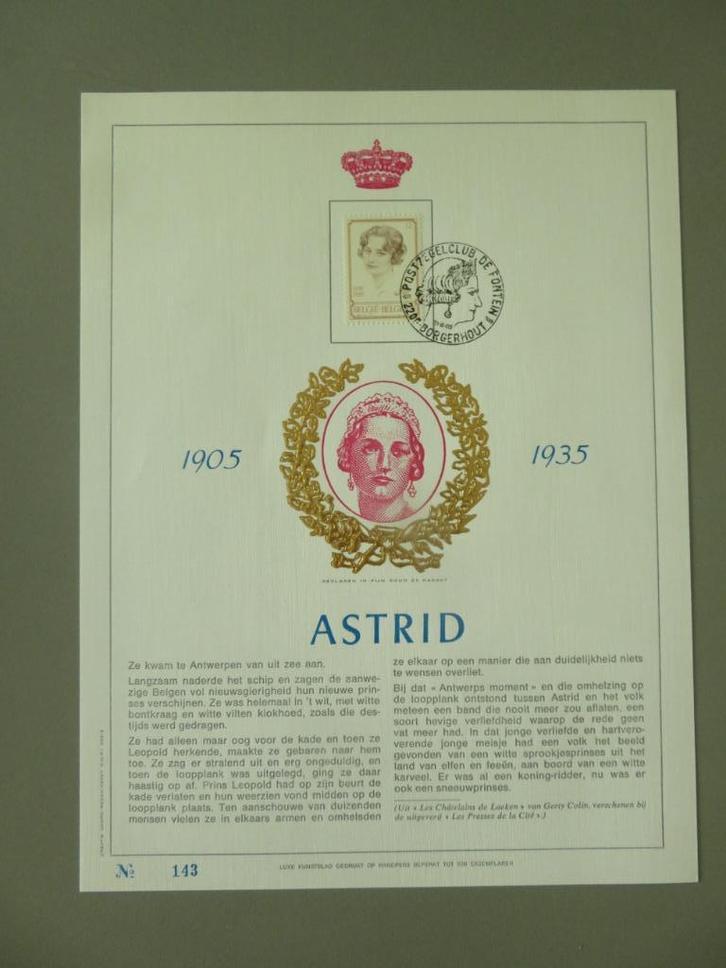 BELGIË-BELGIQUE
POSTZEGELCLUB DE FONTEIN
2200 BORGERHOUT
1905
1935
ASTRID
Ze kwam te Antwerpen van uit zee aan.
Langzaam naderde het schip en zagen de aanwe-
zige Belgen vol nieuwsgierigheid hun nieuwe prin-
ses verschijnen. Ze was helemaal in 't wit, met witte
bontkraag en witte vilten klokhoed, zoals die des-
tijds werd gedragen.
Ze had alleen maar oog voor de kade en toen ze
Leopold herkende, maakte ze gebaren naar hem
toe. Ze zag er stralend uit en erg ongeduldig, en
toen de loopplank was uitgelegd, ging ze daar
haastig op af. Prins Leopold had op zijn beurt de
kade verlaten en hun weerzien vond midden op de
loopplank plaats. Ten aanschouwe van duizenden
mensen vielen ze in elkaars armen en omhelsden
ze elkaar op een manier die aan duidelijkheid niets
te wensen overliet.
Bij dat « Antwerps moment » en die omhelzing op
de loopplank ontstond tussen Astrid en het volk
meteen een band die nooit meer zou aflaten, een
soort hevige verliefdheid waarop de rede geen
vat meer had. In dat jonge verliefde en hartvero-
verende jonge meisje had een volk het beeld
gevonden van een witte sprookjesprinses uit het
land van elfen en feeën, aan boord van een witte
karveel. Er was al een koning-ridder, nu was er
ook een sneeuwprinses.
(Uit « Les Châtelains de Laeken » van Gerty Colin, verschenen bij
de uitgeverij « Les Presses de la Cité ».)
Nº 143
LUXE KUNSTBLAD GEDRUKT OP HANDPERS BEPERKT TOT 500 EXEMPLAREN